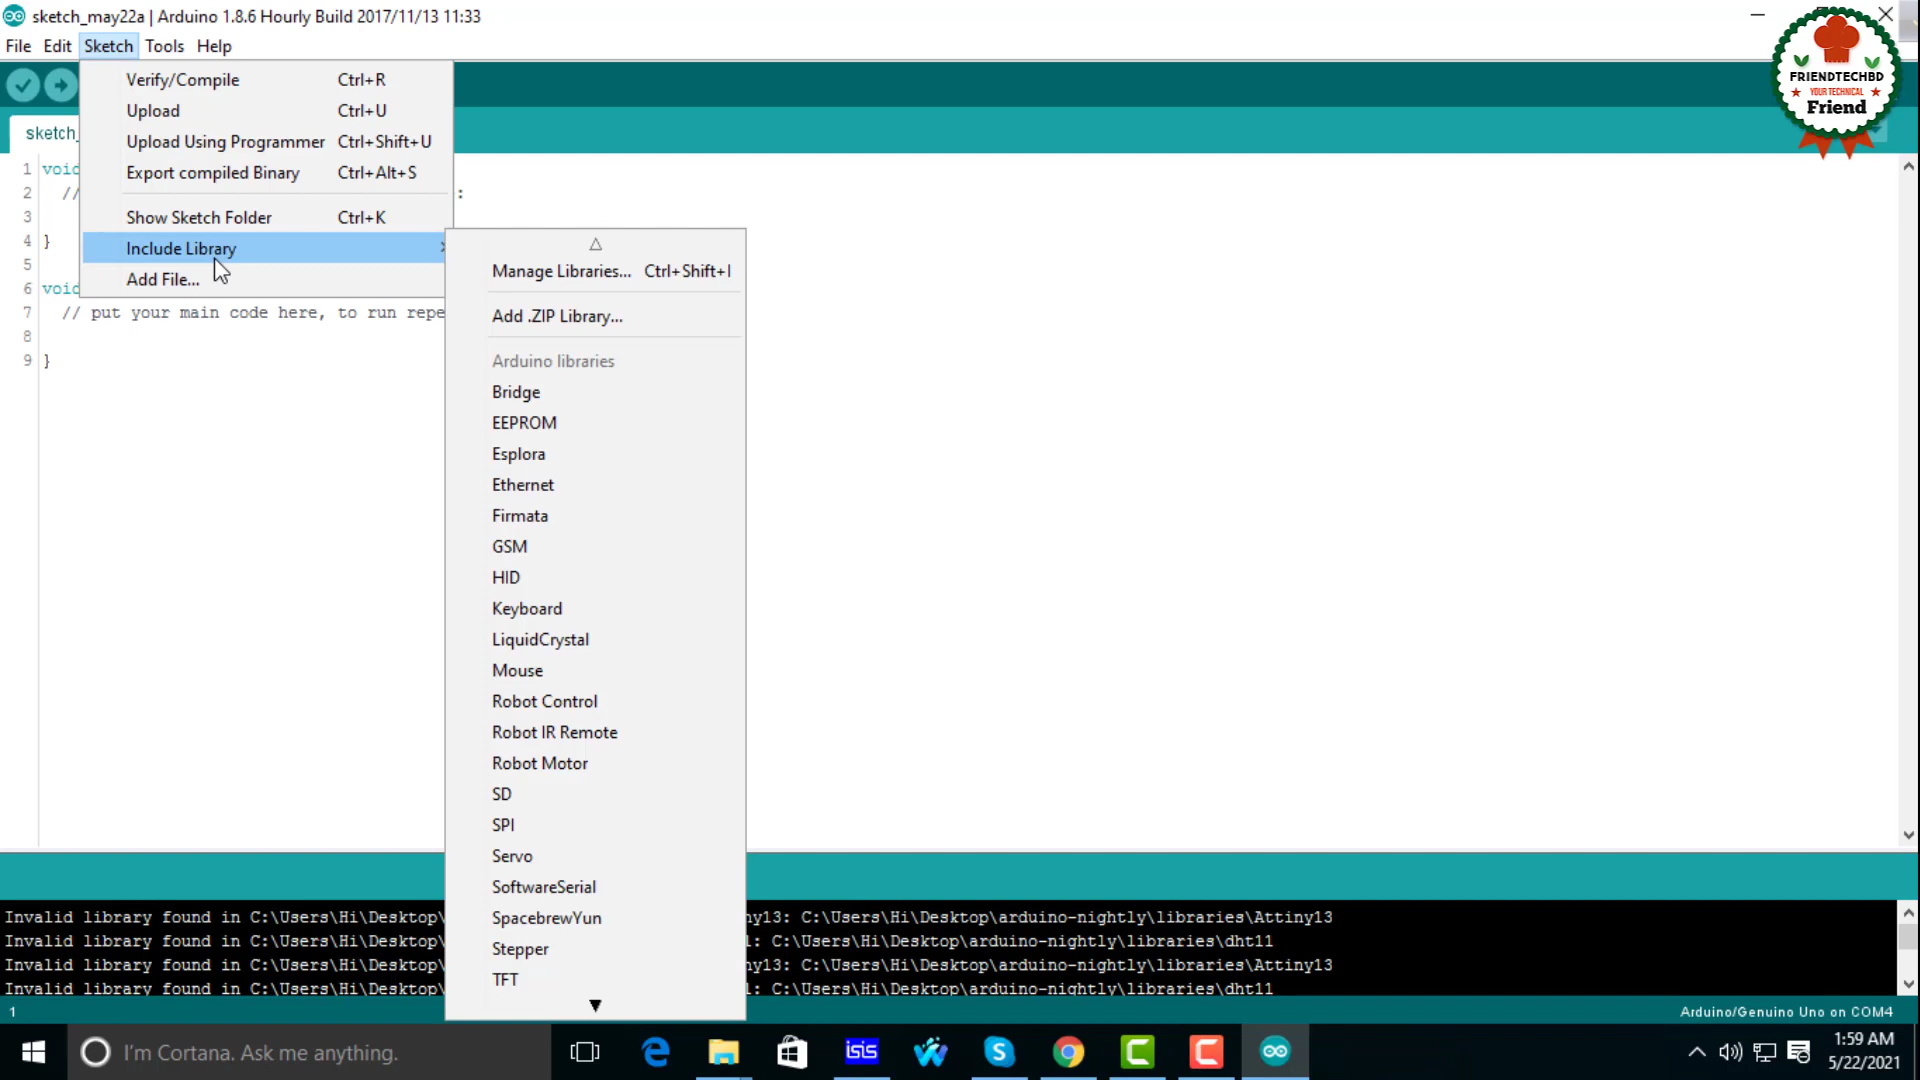 sketch_may22a | Arduino 1.8.6 Hourly Build 2017/11/13 11:33
File Edit Sketch Tools Help
FRIENDTECHBD
YOUR TECHNICAL
Friend
Verify/Compile Ctrl+R
Upload Ctrl+U
Upload Using Programmer Ctrl+Shift+U
Export compiled Binary Ctrl+Alt+S
Show Sketch Folder Ctrl+K
Include Library
Add File...
sketch_
1 void
2 // :
3
4 }
5
6 void
7 // put your main code here, to run repe
8
9 }
Manage Libraries... Ctrl+Shift+I
Add .ZIP Library...
Arduino libraries
Bridge
EEPROM
Esplora
Ethernet
Firmata
GSM
HID
Keyboard
LiquidCrystal
Mouse
Robot Control
Robot IR Remote
Robot Motor
SD
SPI
Servo
SoftwareSerial
SpacebrewYun
Stepper
TFT
Invalid library found in C:\Users\Hi\Desktop\ ny13: C:\Users\Hi\Desktop\arduino-nightly\libraries\Attiny13
Invalid library found in C:\Users\Hi\Desktop\ l: C:\Users\Hi\Desktop\arduino-nightly\libraries\dht11
Invalid library found in C:\Users\Hi\Desktop\ ny13: C:\Users\Hi\Desktop\arduino-nightly\libraries\Attiny13
Invalid library found in C:\Users\Hi\Desktop\ l: C:\Users\Hi\Desktop\arduino-nightly\libraries\dht11
1 Arduino/Genuino Uno on COM4
I'm Cortana. Ask me anything.
isis
1:59 AM
5/22/2021